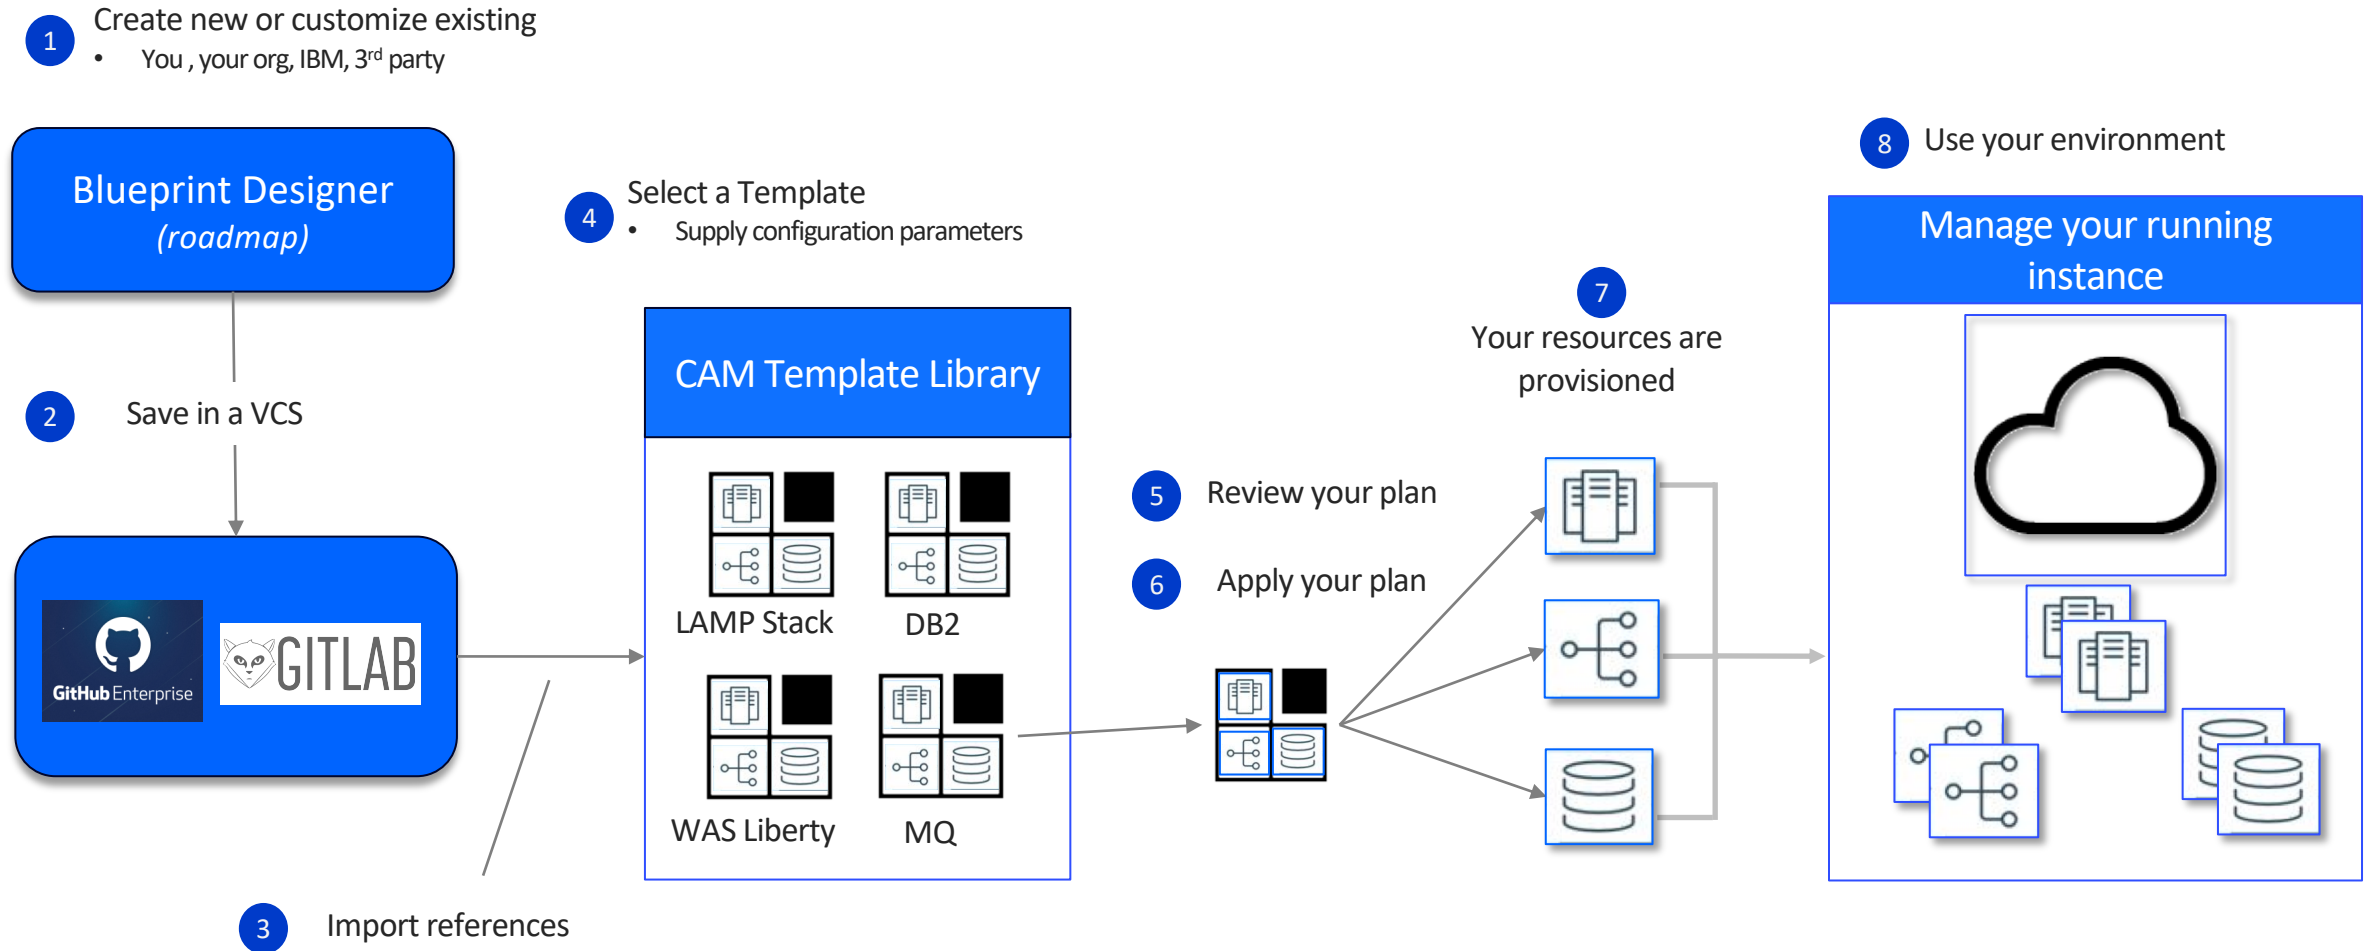 1
Create new or customize existing
• You , your org, IBM, 3rd party
Blueprint Designer
(roadmap)
2
Save in a VCS
GitHub Enterprise
GITLAB
3
Import references
4
Select a Template
• Supply configuration parameters
CAM Template Library
LAMP Stack
DB2
WAS Liberty
MQ
5
Review your plan
6
Apply your plan
7
Your resources are
provisioned
8
Use your environment
Manage your running
instance